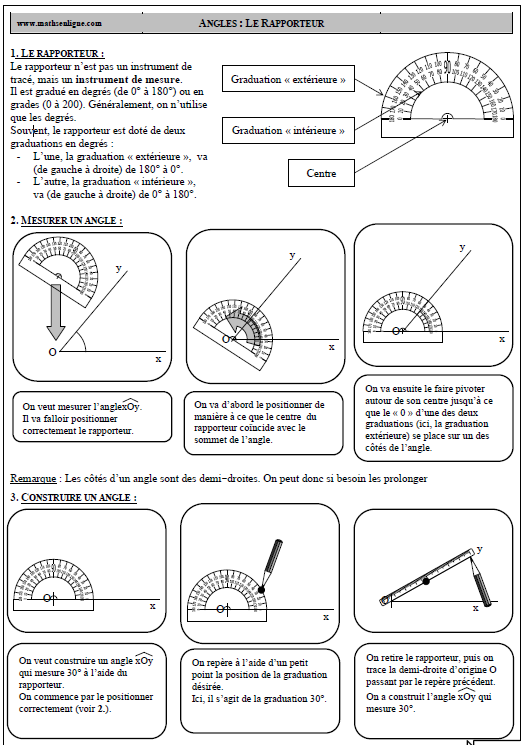 www.mathsenligne.com
ANGLES : LE RAPPORTEUR
1. LE RAPPORTEUR :
Le rapporteur n'est pas un instrument de
tracé, mais un instrument de mesure.
Il est gradué en degrés (de 0° à 180°) ou en
grades (0 à 200). Généralement, on n'utilise
que les degrés.
Souvent, le rapporteur est doté de deux
graduations en degrés :
- L'une, la graduation « extérieure », va
(de gauche à droite) de 180° à 0°.
- L'autre, la graduation « intérieure »,
va (de gauche à droite) de 0° à 180°.
Graduation « extérieure »
Graduation « intérieure »
Centre
2. MESURER UN ANGLE :
y
O
x
y
O
x
y
O
x
On veut mesurer l'anglexOy.
Il va falloir positionner
correctement le rapporteur.
On va d'abord le positionner de
manière à ce que le centre du
rapporteur coïncide avec le
sommet de l'angle.
On va ensuite le faire pivoter
autour de son centre jusqu'à ce
que le « 0 » d'une des deux
graduations (ici, la graduation
extérieure) se place sur un des
côtés de l'angle.
Remarque : Les côtés d'un angle sont des demi-droites. On peut donc si besoin les prolonger
3. CONSTRUIRE UN ANGLE :
O
x
O
x
y
x
On veut construire un angle xOy
qui mesure 30° à l'aide du
rapporteur.
On commence par le positionner
correctement (voir 2.).
On repère à l'aide d'un petit
point la position de la graduation
désirée.
Ici, il s'agit de la graduation 30°.
On retire le rapporteur, puis on
trace la demi-droite d'origine O
passant par le repère précédent.
On a construit l'angle xOy qui
mesure 30°.